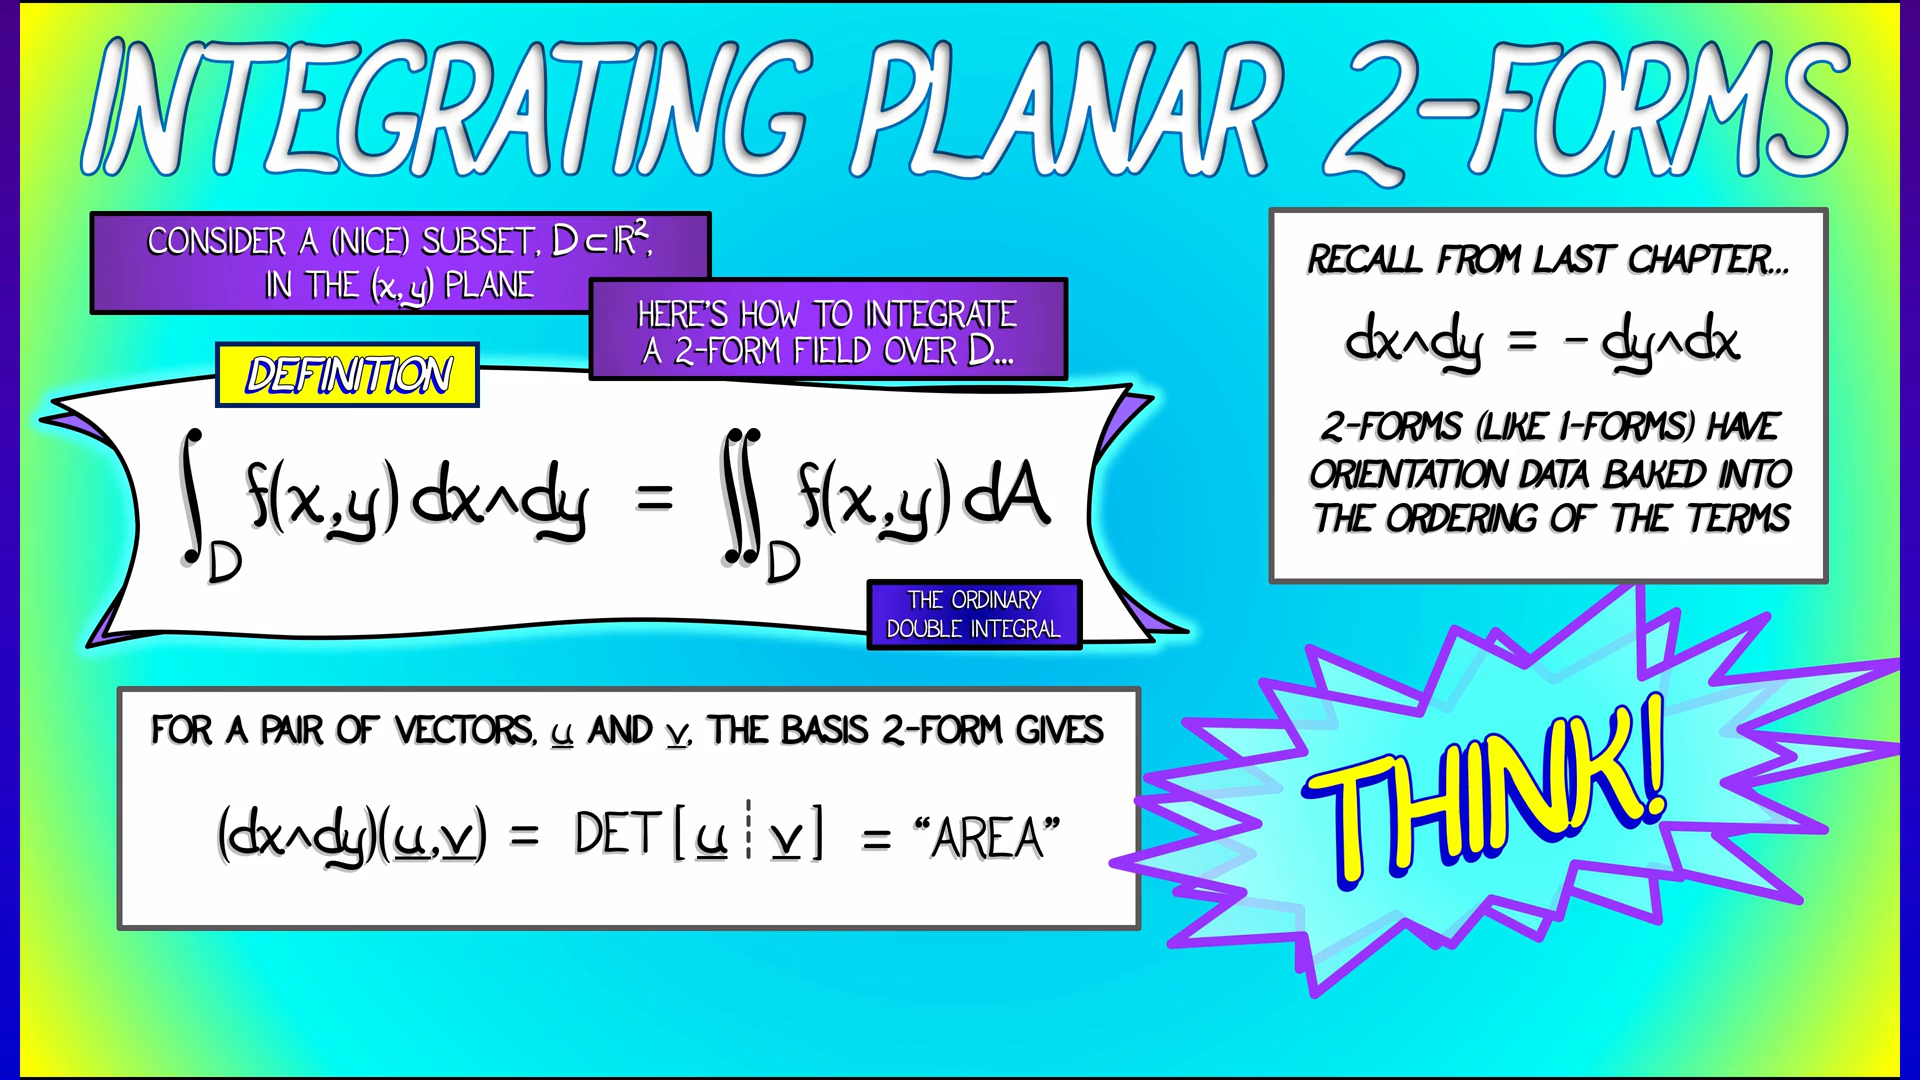 INTEGRATING PLANAR 2-FORMS
CONSIDER A (NICE) SUBSET, D⊂ℝ²,
IN THE (x,y) PLANE
HERE'S HOW TO INTEGRATE
A 2-FORM FIELD OVER D...
DEFINITION
∫_D f(x,y) dx∧dy = ∬_D f(x,y) dA
THE ORDINARY
DOUBLE INTEGRAL
RECALL FROM LAST CHAPTER...
dx∧dy = - dy∧dx
2-FORMS (LIKE 1-FORMS) HAVE
ORIENTATION DATA BAKED INTO
THE ORDERING OF THE TERMS
FOR A PAIR OF VECTORS, u AND v, THE BASIS 2-FORM GIVES
(dx∧dy)(u,v) = DET [ u ┊ v ] = “AREA”
THINK!